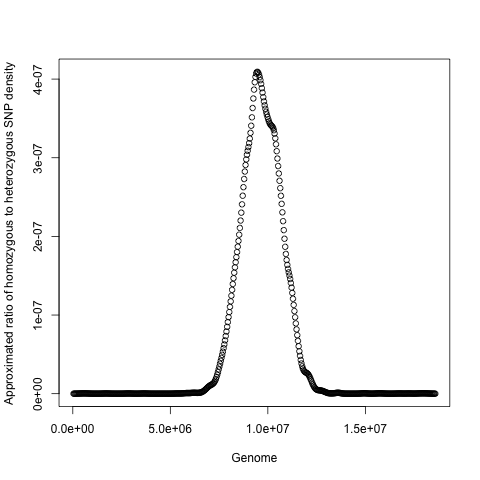 Approximated ratio of homozygous to heterozygous SNP density
4e-07
3e-07
2e-07
1e-07
0e+00
0.0e+00 5.0e+06 1.0e+07 1.5e+07
Genome